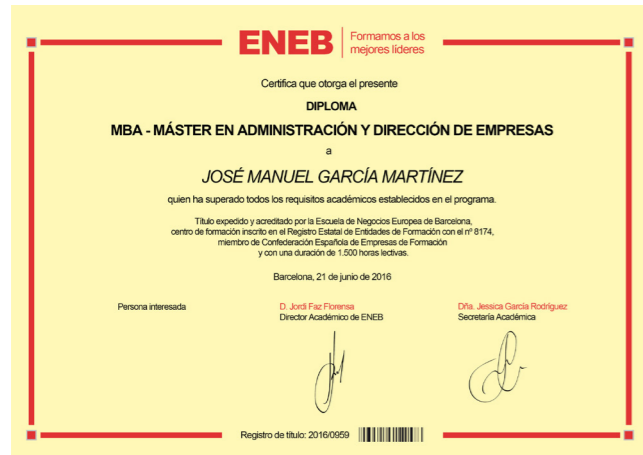 ENEB
Formamos a los
mejores líderes
Certifica que otorga el presente
DIPLOMA
MBA - MÁSTER EN ADMINISTRACIÓN Y DIRECCIÓN DE EMPRESAS
a
JOSÉ MANUEL GARCÍA MARTÍNEZ
quien ha superado todos los requisitos académicos establecidos en el programa.
Título expedido y acreditado por la Escuela de Negocios Europea de Barcelona,
centro de formación inscrito en el Registro Estatal de Entidades de Formación con el nº 8174,
miembro de Confederación Española de Empresas de Formación
y con una duración de 1.500 horas lectivas.
Barcelona, 21 de junio de 2016
Persona interesada
D. Jordi Faz Florensa
Director Académico de ENEB
Dña. Jessica García Rodríguez
Secretaría Académica
Registro de título: 2016/0959